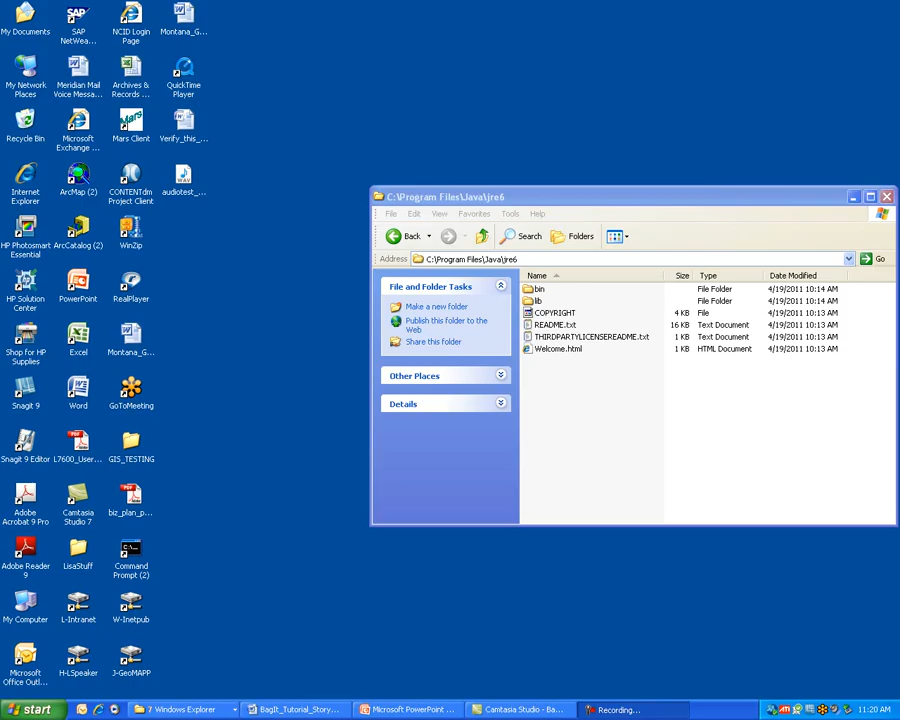 My Documents
SAP
NetWea...
NCID Login
Page
Montana_G...
My Network
Places
Meridian Mail
Voice Messa...
Archives &
Records ...
QuickTime
Player
Recycle Bin
Microsoft
Exchange ...
Mars
Mars Client
Verify_this_...
Internet
Explorer
ArcMap (2)
CONTENTdm
Project Client
WAV
audiotest_...
HP Photosmart
Essential
ArcCatalog (2)
WinZip
HP Solution
Center
PowerPoint
RealPlayer
Shop for HP
Supplies
Excel
Montana_G...
Snagit 9
Word
GoToMeeting
Snagit 9 Editor
L7600_User...
GIS_TESTING
Adobe
Acrobat 9 Pro
Camtasia
Studio 7
biz_plan_p...
Adobe Reader
9
LisaStuff
Command
Prompt (2)
My Computer
L-Intranet
W-Inetpub
Microsoft
Office Outl...
H-LSpeaker
J-GeoMAPP
C:\Program Files\Java\jre6
File Edit View Favorites Tools Help
Back Search Folders
Address C:\Program Files\Java\jre6 Go
File and Folder Tasks
Make a new folder
Publish this folder to the
Web
Share this folder
Other Places
Details
Name Size Type Date Modified
bin File Folder 4/19/2011 10:14 AM
lib File Folder 4/19/2011 10:14 AM
COPYRIGHT 4 KB File 4/19/2011 10:13 AM
README.txt 16 KB Text Document 4/19/2011 10:13 AM
THIRDPARTYLICENSEREADME.txt 1 KB Text Document 4/19/2011 10:13 AM
Welcome.html 1 KB HTML Document 4/19/2011 10:13 AM
start 7 Windows Explorer BagIt_Tutorial_Story... Microsoft PowerPoint ... Camtasia Studio - Ba... Recording... 11:20 AM